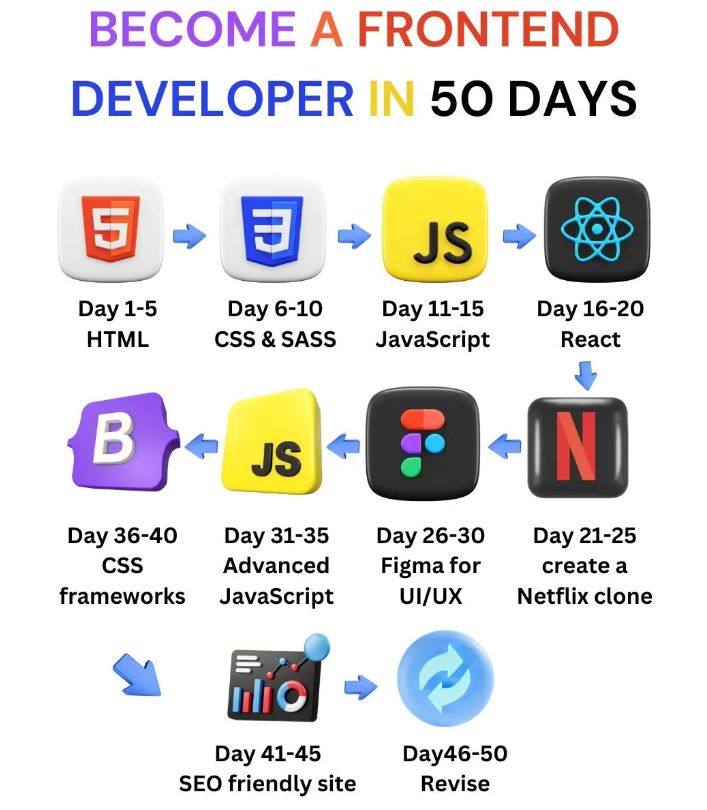 BECOME A FRONTEND
DEVELOPER IN 50 DAYS
5
3
JS
Day 1-5
HTML
Day 6-10
CSS & SASS
Day 11-15
JavaScript
Day 16-20
React
N
Day 21-25
create a
Netflix clone
Day 26-30
Figma for
UI/UX
JS
Day 31-35
Advanced
JavaScript
B
Day 36-40
CSS
frameworks
Day 41-45
SEO friendly site
Day46-50
Revise